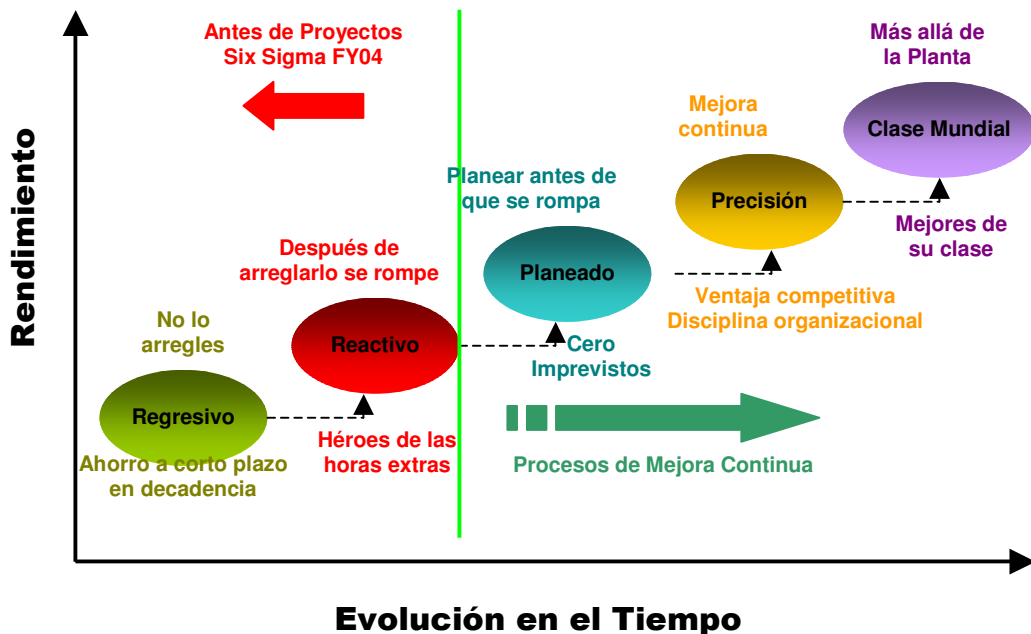 Antes de Proyectos
Six Sigma FY04
Más allá de
la Planta
Mejora
continua
Clase Mundial
Planear antes de
que se rompa
Precisión
Mejores de
su clase
Después de
arreglarlo se rompe
Planeado
Ventaja competitiva
Disciplina organizacional
No lo
arregles
Reactivo
Cero
Imprevistos
Regresivo
Héroes de las
horas extras
Ahorro a corto plazo
en decadencia
Procesos de Mejora Continua
Rendimiento
Evolución en el Tiempo